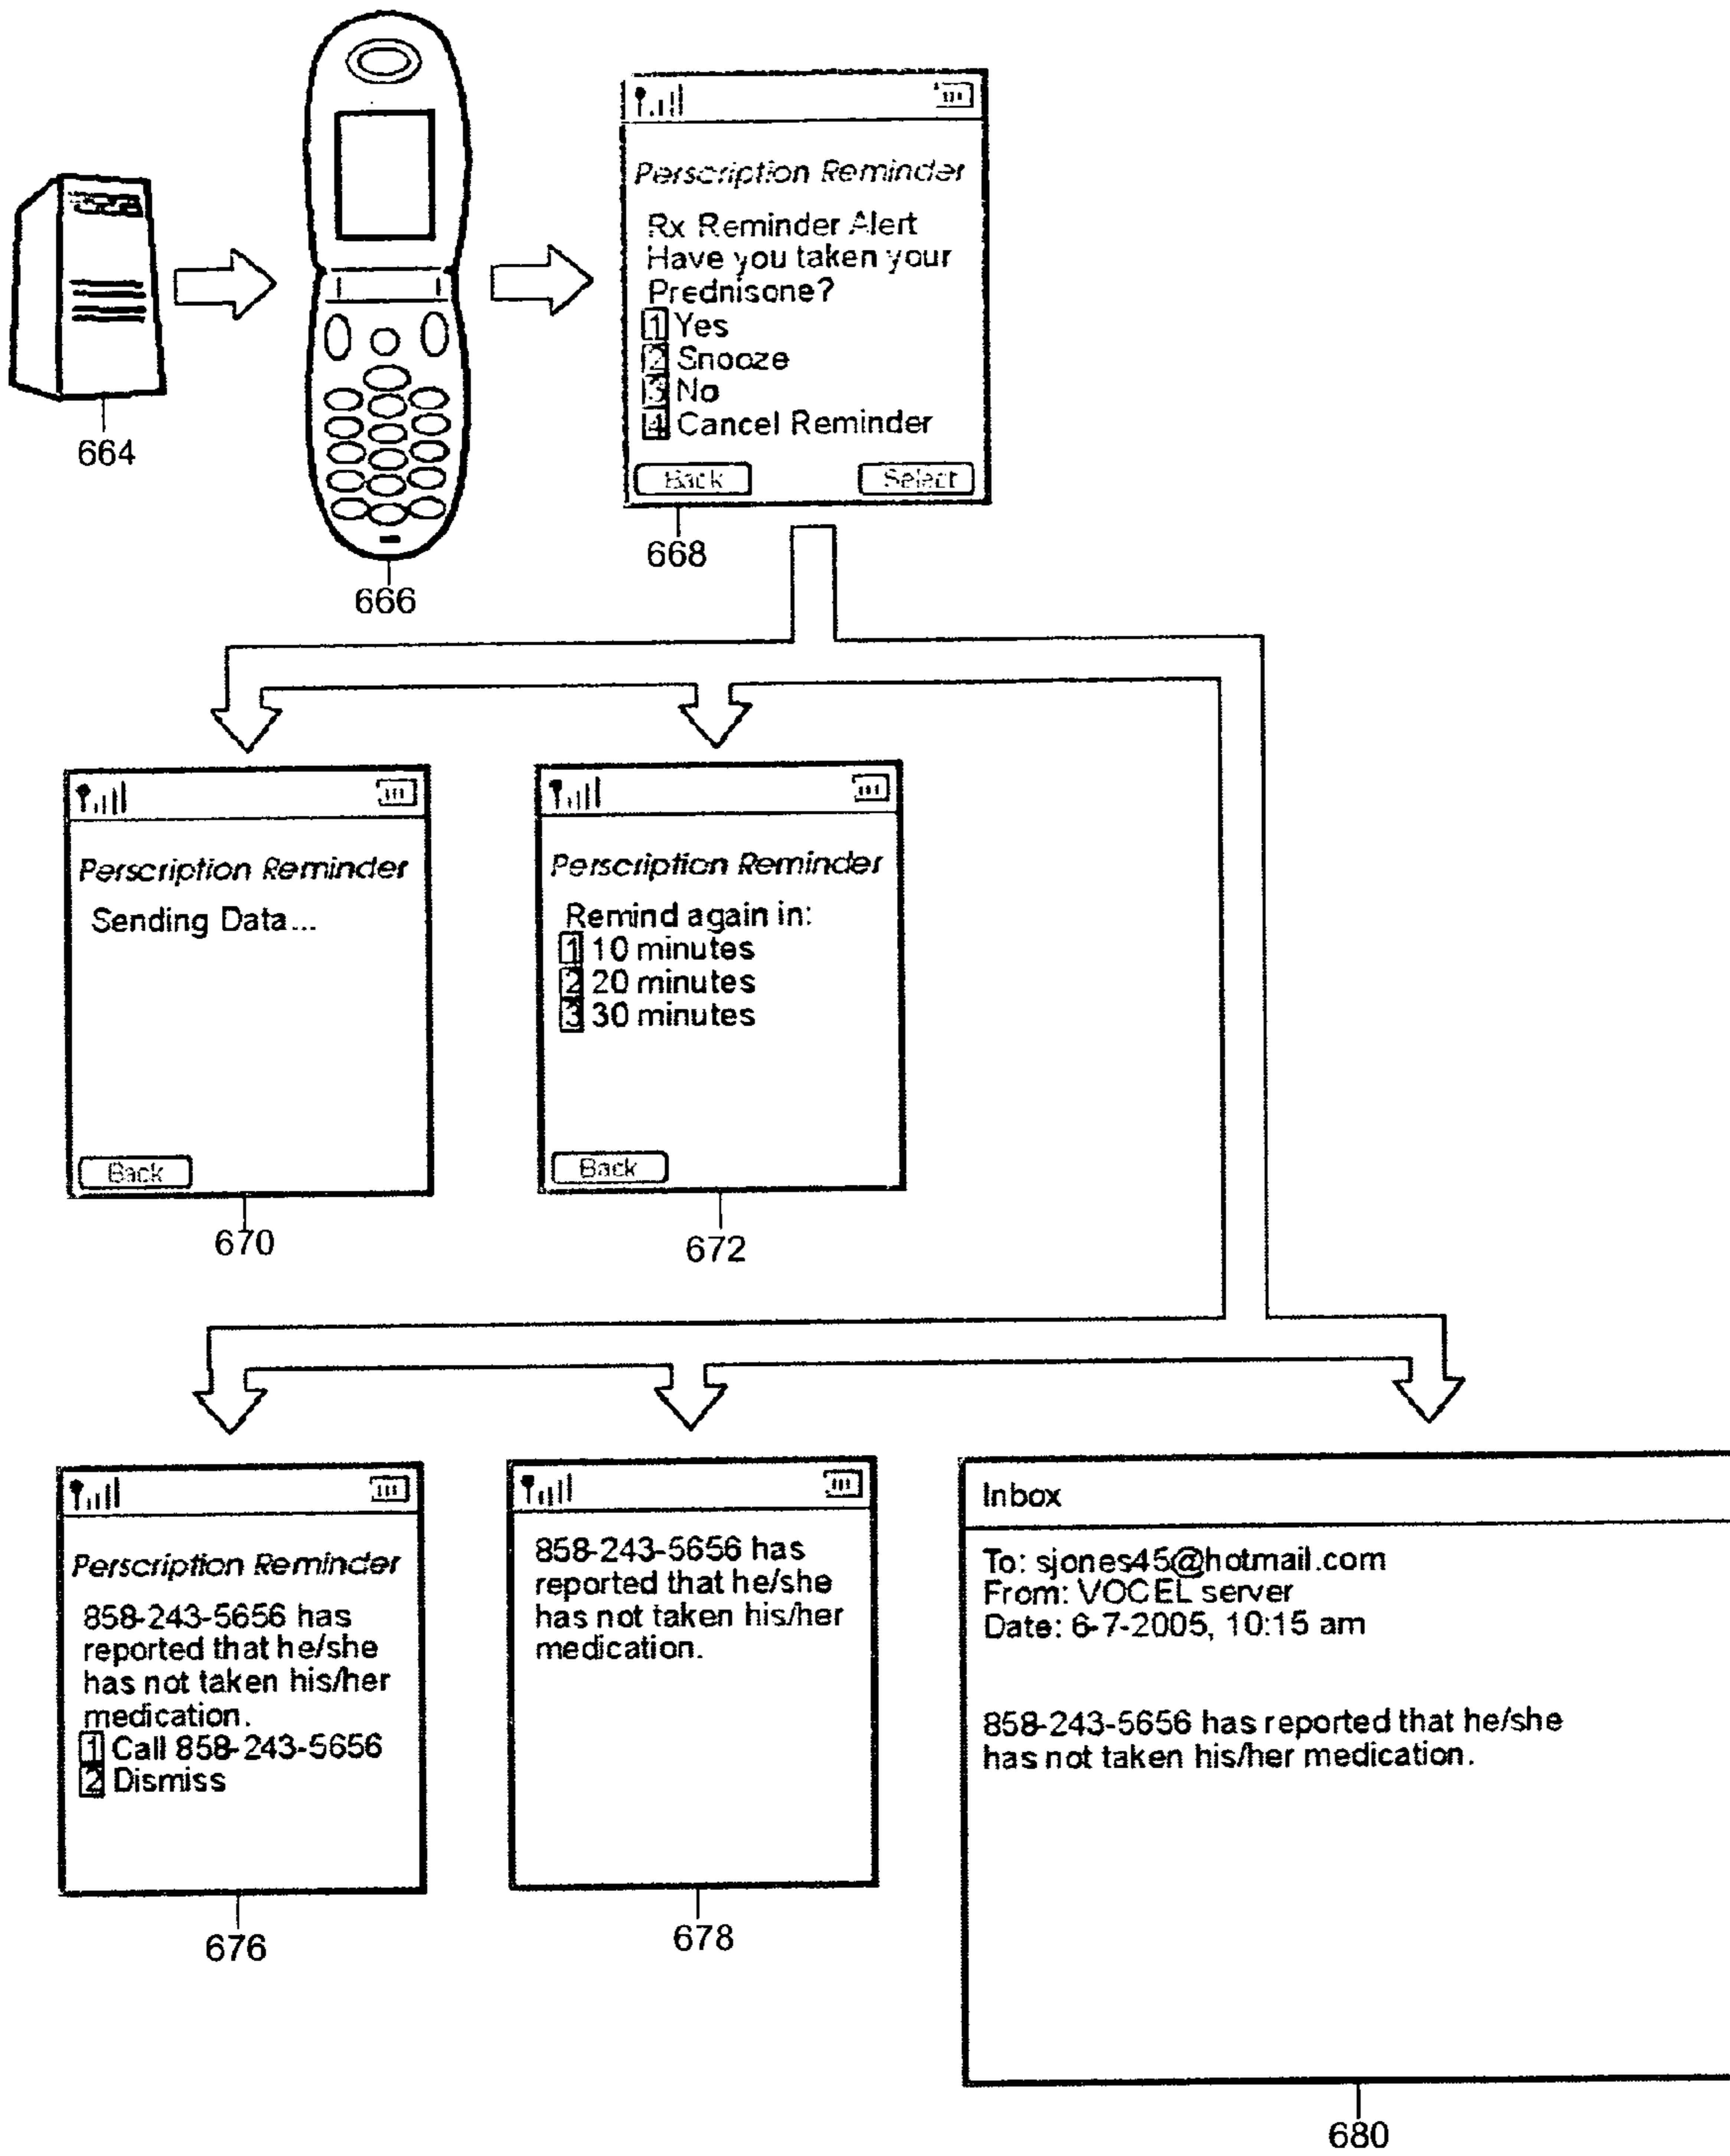 Perscription Reminder
Rx Reminder Alert
Have you taken your
Prednisone?
1 Yes
2 Snooze
3 No
4 Cancel Reminder
Back Select
664
666
668
Perscription Reminder
Sending Data...
Back
670
Perscription Reminder
Remind again in:
1 10 minutes
2 20 minutes
3 30 minutes
Back
672
Perscription Reminder
858-243-5656 has
reported that he/she
has not taken his/her
medication.
1 Call 858-243-5656
2 Dismiss
676
858-243-5656 has
reported that he/she
has not taken his/her
medication.
678
Inbox
To: sjones45@hotmail.com
From: VOCEL server
Date: 6-7-2005, 10:15 am
858-243-5656 has reported that he/she
has not taken his/her medication.
680